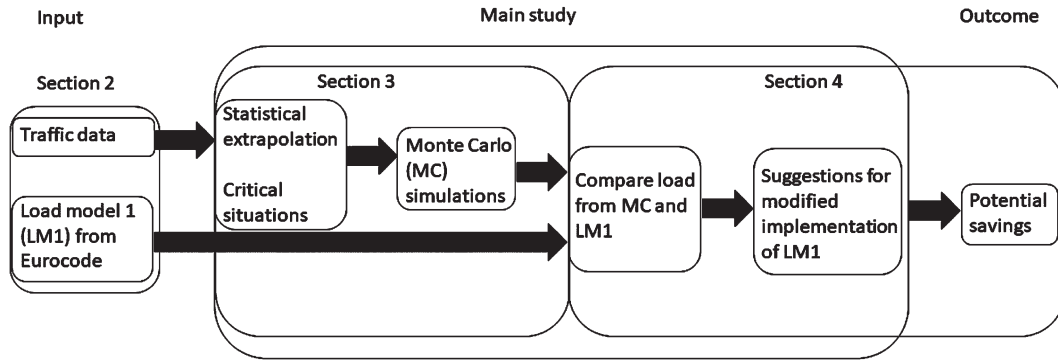 Input
Main study
Outcome
Section 2
Section 3
Section 4
Traffic data
Load model 1
(LM1) from
Eurocode
Statistical
extrapolation
Critical
situations
Monte Carlo
(MC)
simulations
Compare load
from MC and
LM1
Suggestions for
modified
implementation
of LM1
Potential
savings